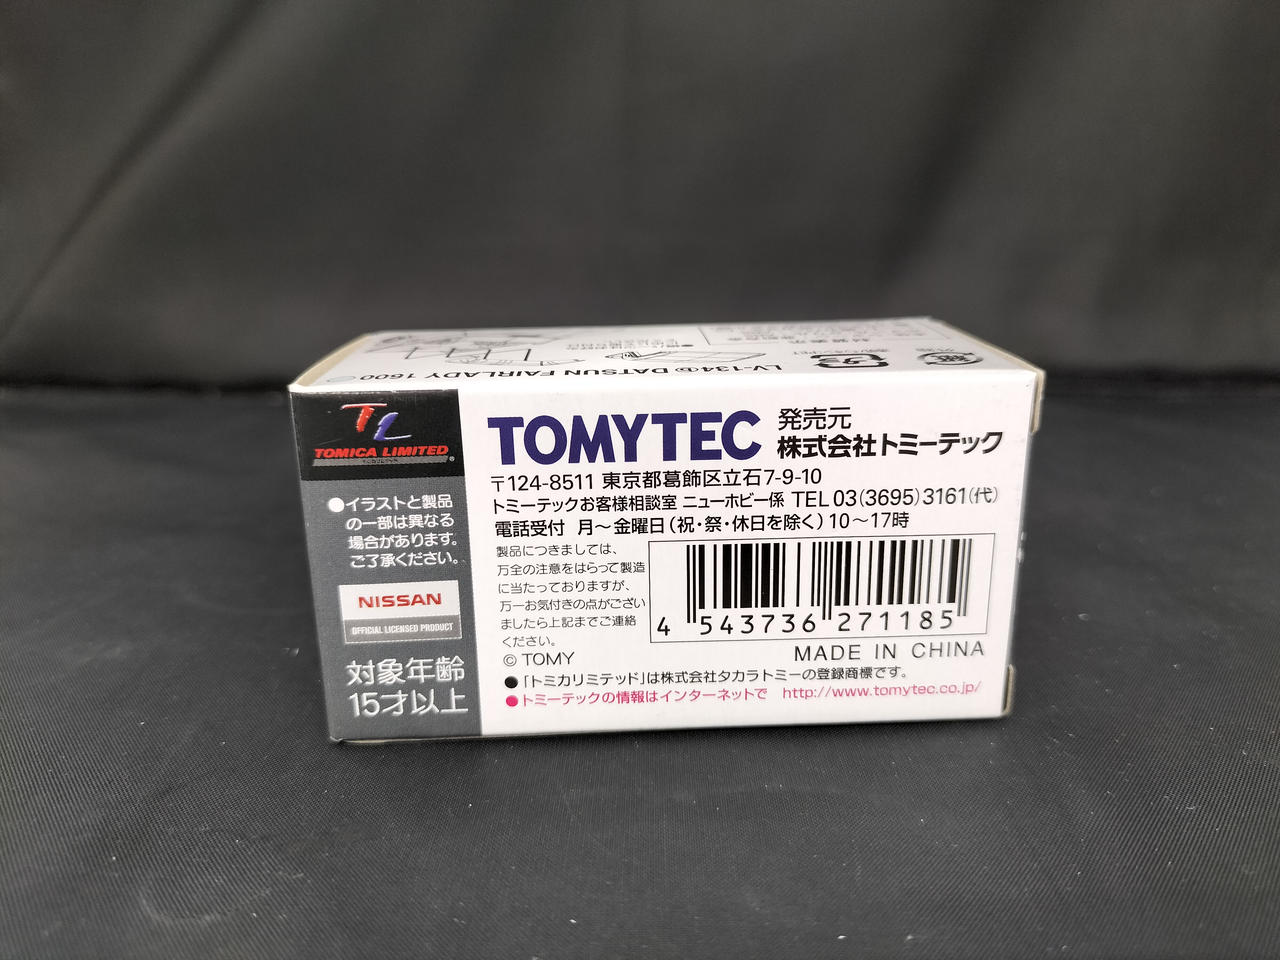 LV-134ⓑ DATSUN FAIRLADY 1600
TL
TOMICA LIMITED
●イラストと製品
の一部は異なる
場合があります。
ご了承ください。
NISSAN
OFFICIAL LICENSED PRODUCT
対象年齢
15才以上
TOMYTEC 発売元
株式会社トミーテック
〒124-8511 東京都葛飾区立石7-9-10
トミーテックお客様相談室 ニューホビー係 TEL 03(3695)3161(代)
電話受付 月～金曜日(祝・祭・休日を除く)10～17時
製品につきましては、
万全の注意をはらって製造
に当たっておりますが、
万一お気付きの点がござい
ましたら上記までご連絡
ください。
4 543736 271185
© TOMY
MADE IN CHINA
●「トミカリミテッド」は株式会社タカラトミーの登録商標です。
●トミーテックの情報はインターネットで http://www.tomytec.co.jp/